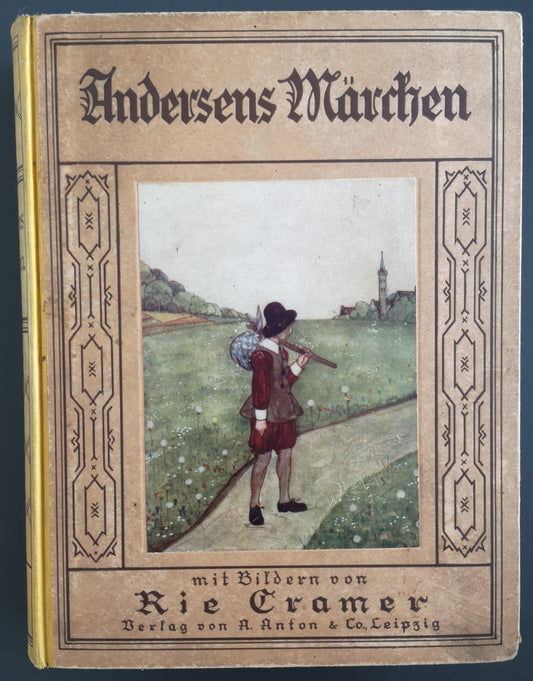 Andersens Märchen
mit Bildern von
Rie Cramer
Verlag von A. Anton & Co., Leipzig